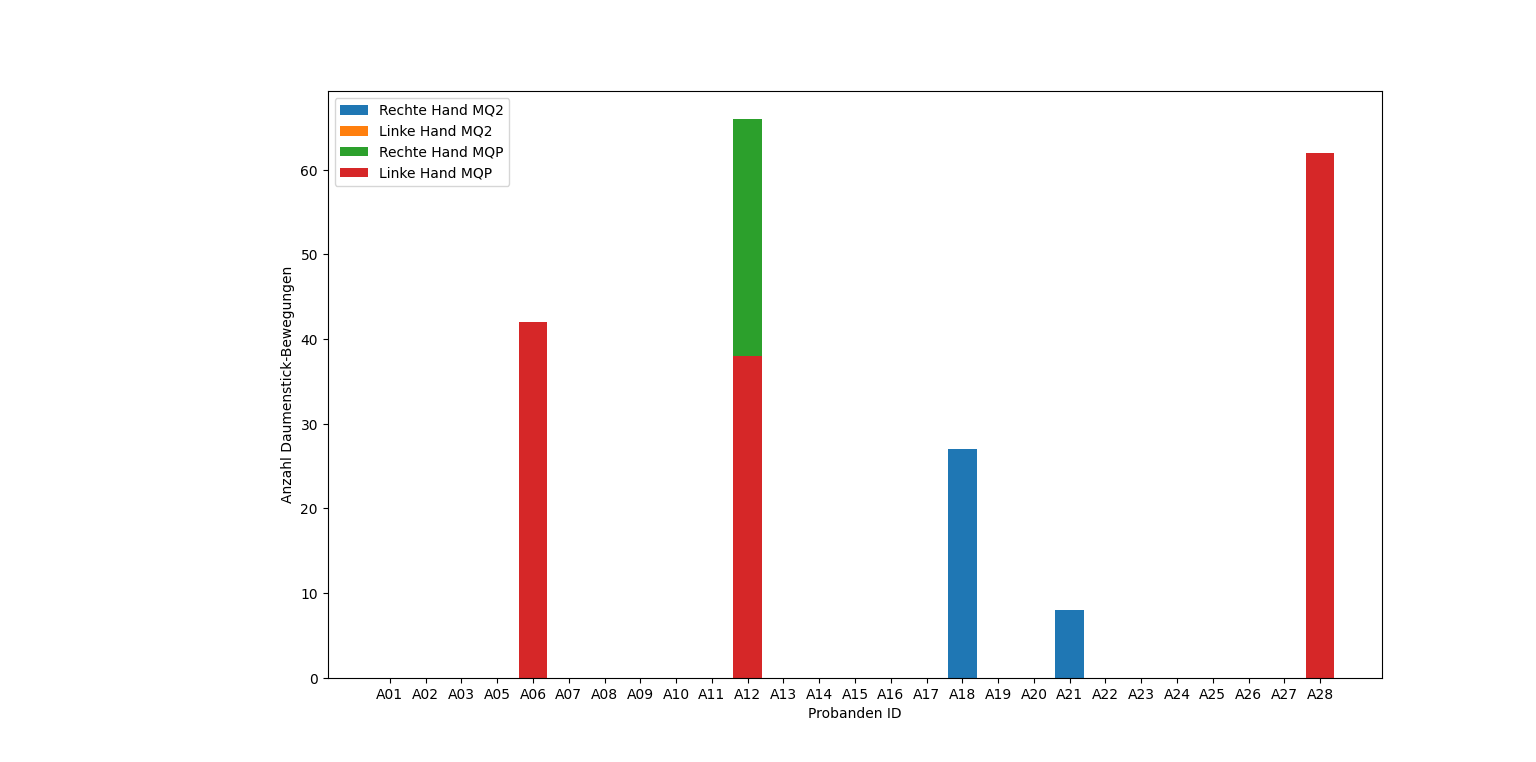 Rechte Hand MQ2
Linke Hand MQ2
Rechte Hand MQP
Linke Hand MQP
60
50
40
30
20
10
0
Anzahl Daumenstick-Bewegungen
A01 A02 A03 A05 A06 A07 A08 A09 A10 A11 A12 A13 A14 A15 A16 A17 A18 A19 A20 A21 A22 A23 A24 A25 A26 A27 A28
Probanden ID